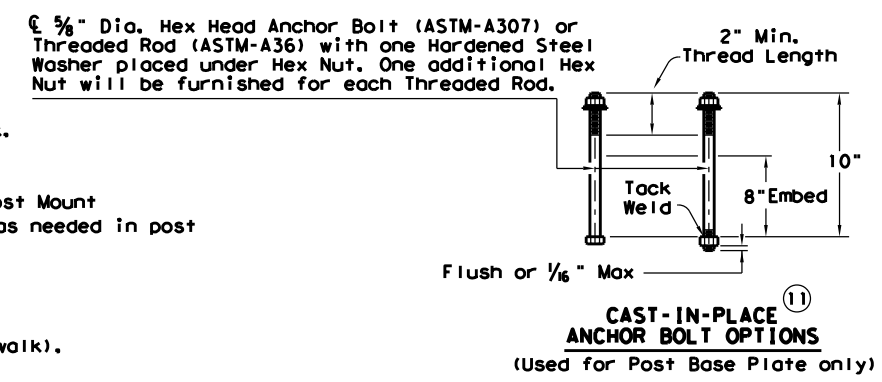 ℄ 5/8" Dia. Hex Head Anchor Bolt (ASTM-A307) or
Threaded Rod (ASTM-A36) with one Hardened Steel
Washer placed under Hex Nut. One additional Hex
Nut will be furnished for each Threaded Rod.
2" Min.
Thread Length
10"
ost Mount
as needed in post
Tack
Weld
8"Embed
Flush or 1/16" Max
walk).
CAST-IN-PLACE 11
ANCHOR BOLT OPTIONS
(Used for Post Base Plate only)